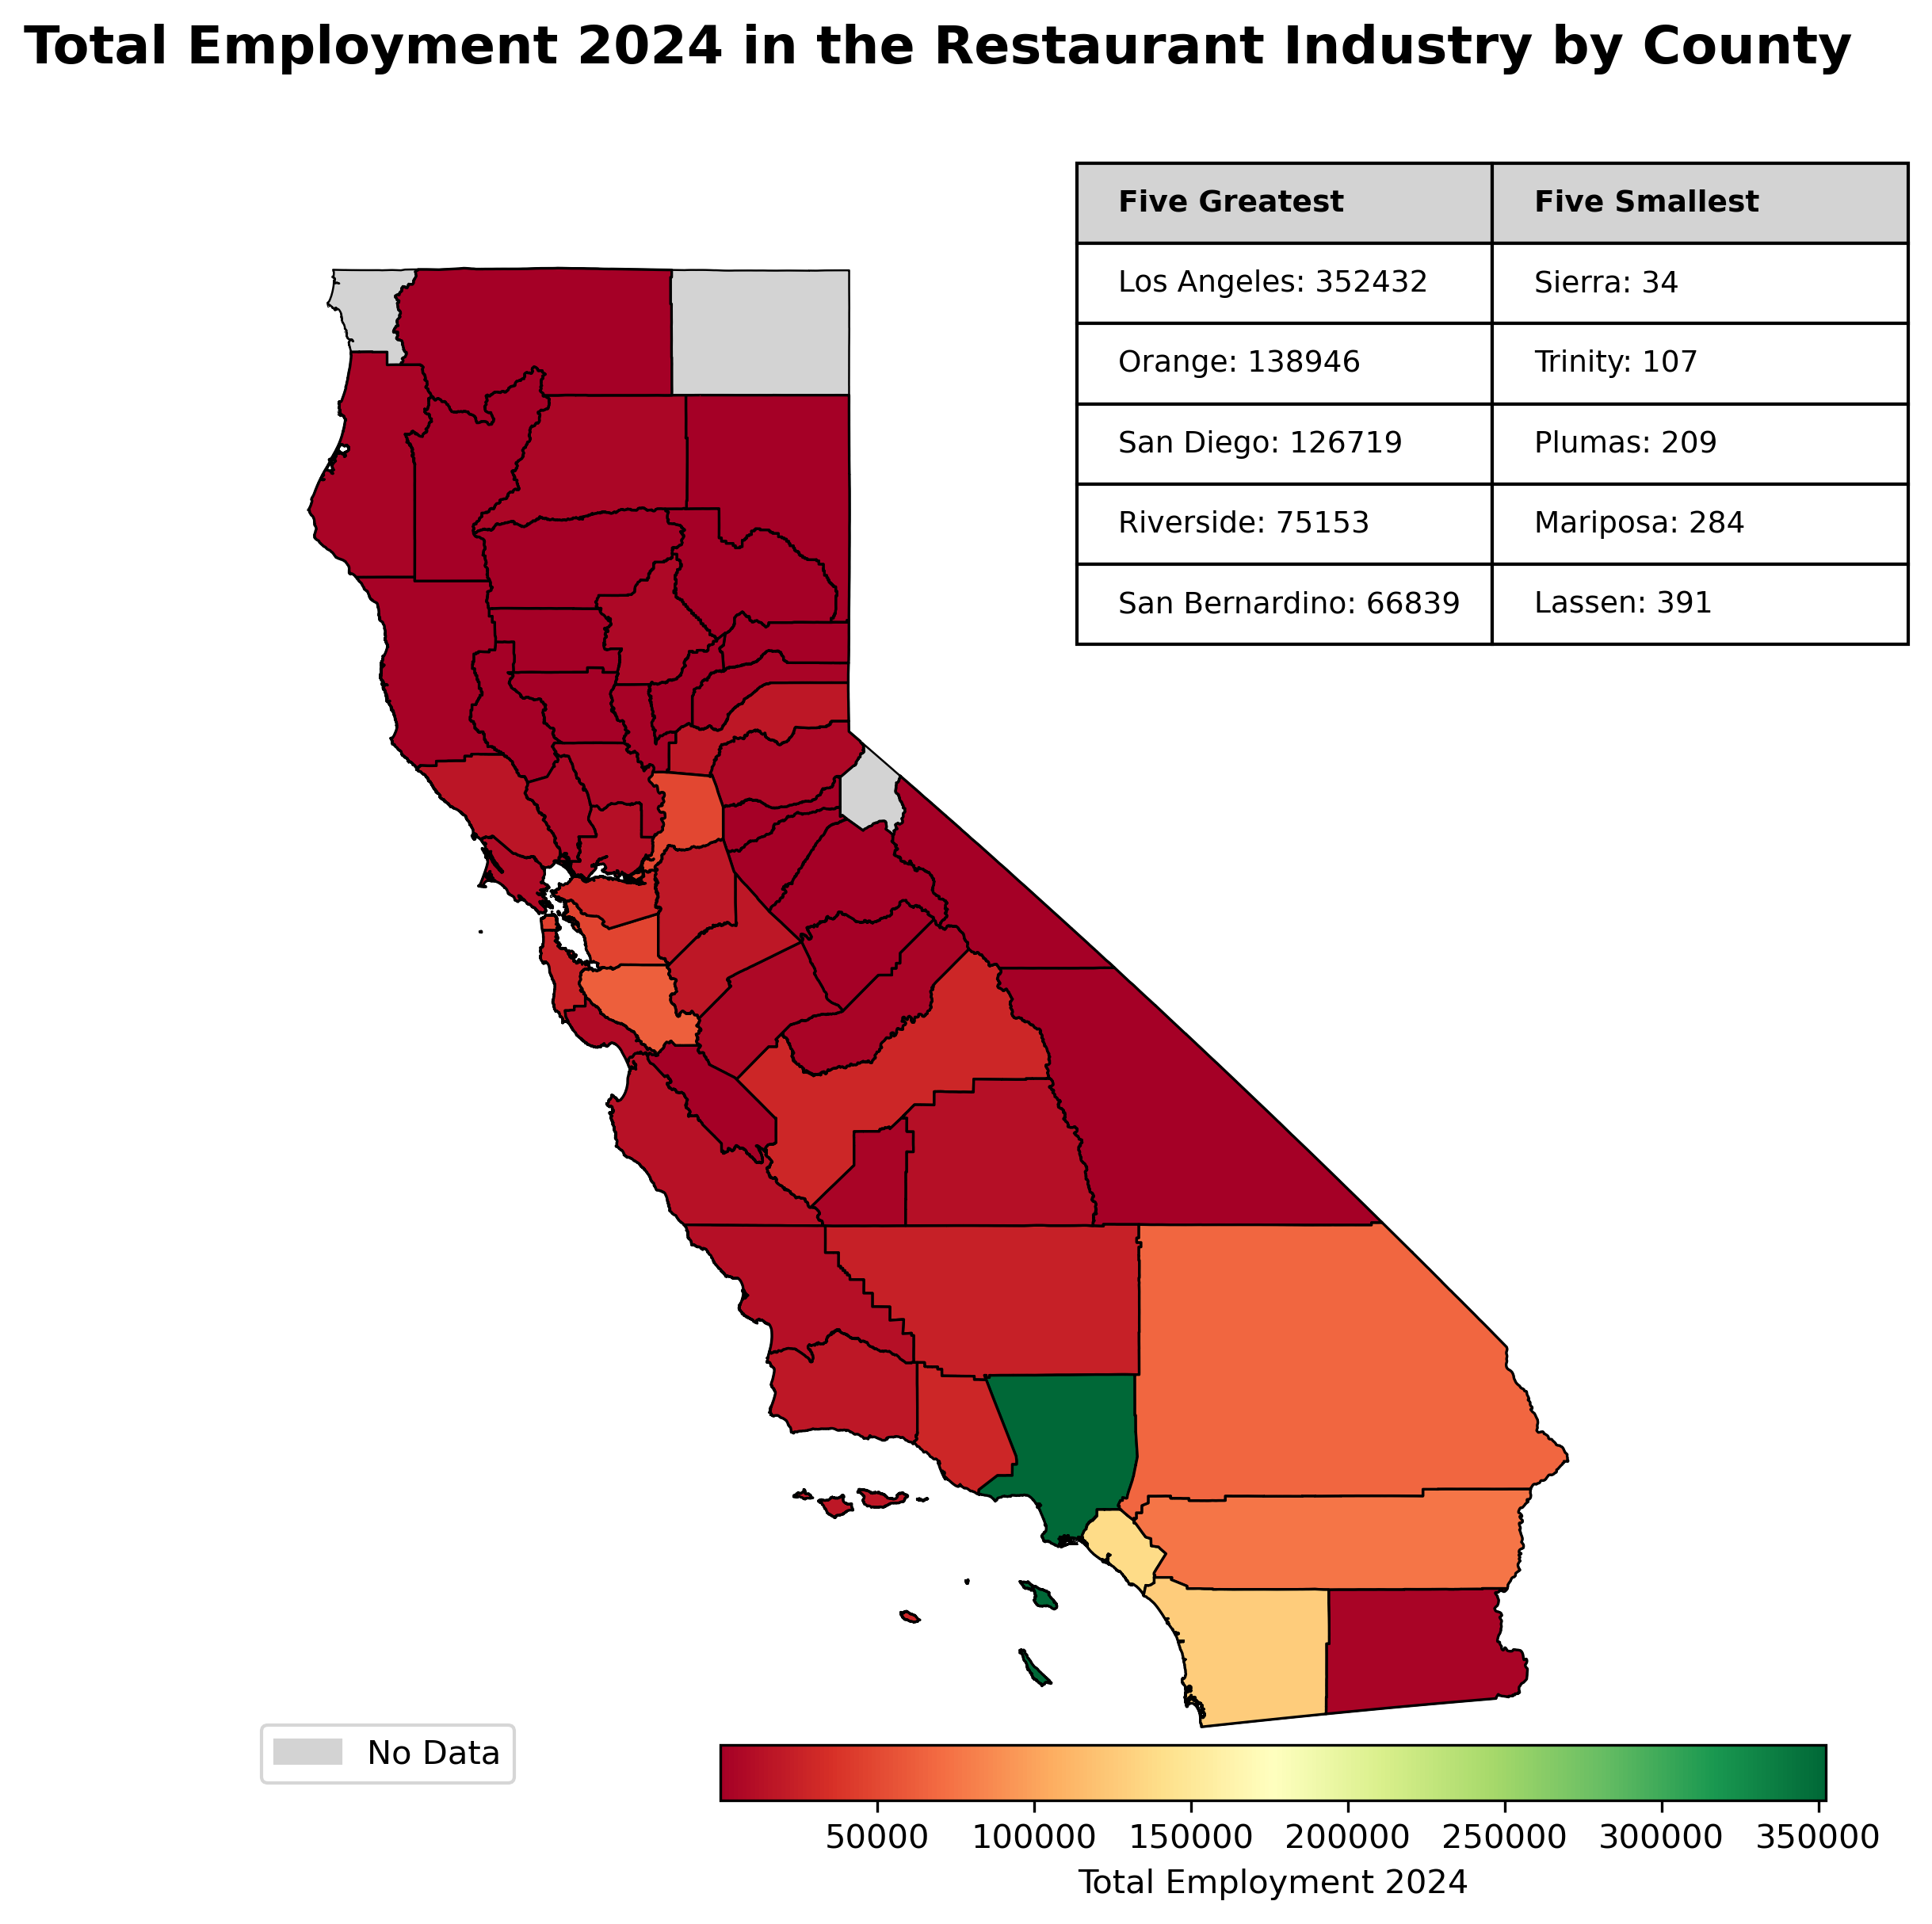 Total Employment 2024 in the Restaurant Industry by County
Five Greatest Five Smallest
Los Angeles: 352432 Sierra: 34
Orange: 138946 Trinity: 107
San Diego: 126719 Plumas: 209
Riverside: 75153 Mariposa: 284
San Bernardino: 66839 Lassen: 391
No Data
50000 100000 150000 200000 250000 300000 350000
Total Employment 2024